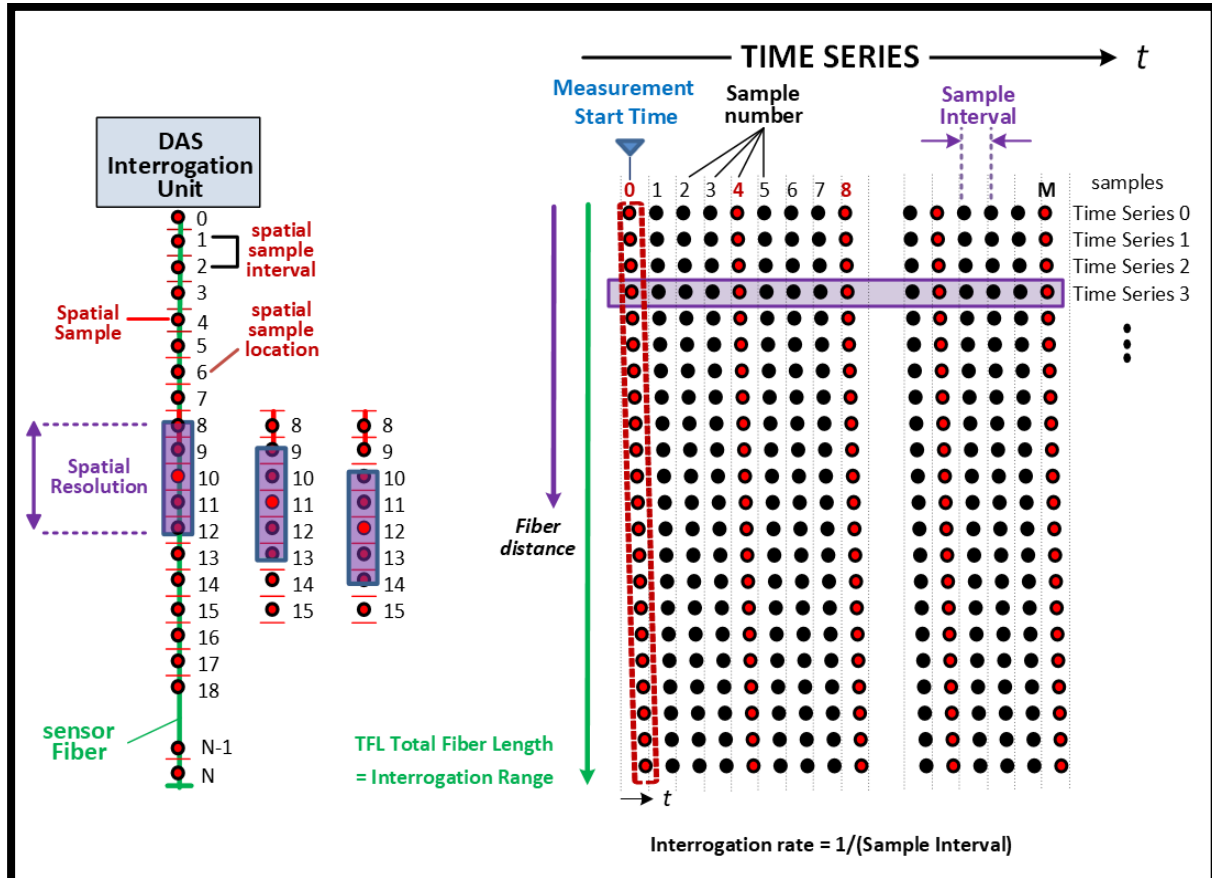 TIME SERIES
t
Measurement
Start Time
Sample
number
Sample
Interval
DAS
Interrogation
Unit
0 1 2 3 4 5 6 7 8 M samples
Time Series 0
Time Series 1
Time Series 2
Time Series 3
0
1
2
3
4
5
6
7
8
9
10
11
12
13
14
15
16
17
18
N-1
N
spatial
sample
interval
Spatial
Sample
spatial
sample
location
Spatial
Resolution
8
9
10
11
12
13
14
15
8
9
10
11
12
13
14
15
sensor
Fiber
Fiber
distance
TFL Total Fiber Length
= Interrogation Range
t
Interrogation rate = 1/(Sample Interval)